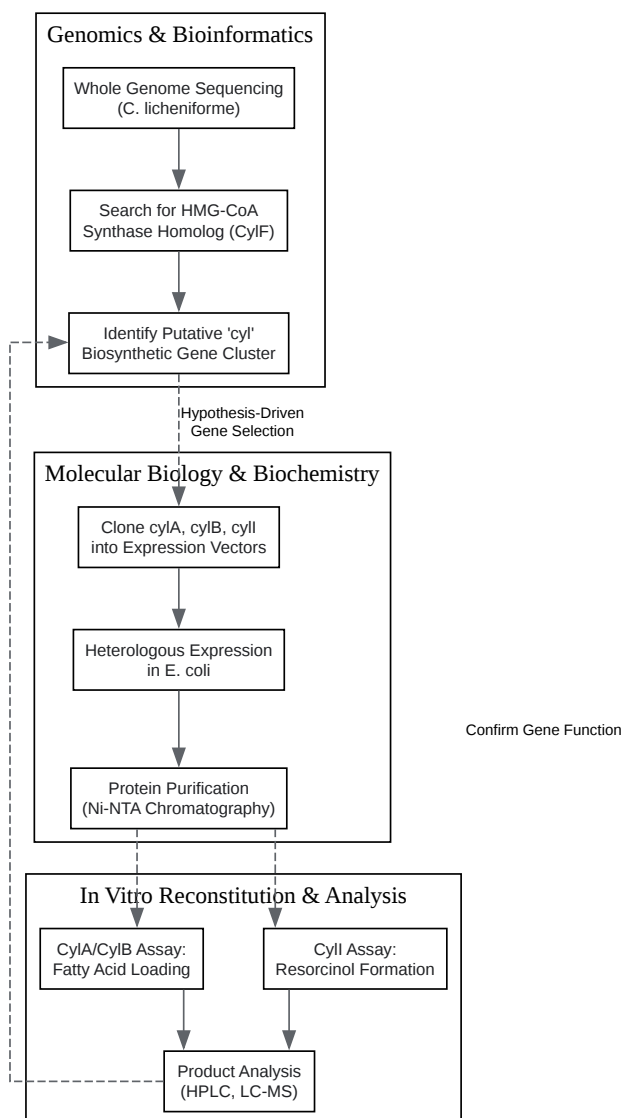 Genomics & Bioinformatics
Whole Genome Sequencing
(C. licheniforme)
Search for HMG-CoA
Synthase Homolog (CylF)
Identify Putative 'cyl'
Biosynthetic Gene Cluster
Hypothesis-Driven
Gene Selection
Molecular Biology & Biochemistry
Clone cylA, cylB, cylI
into Expression Vectors
Heterologous Expression
in E. coli
Confirm Gene Function
Protein Purification
(Ni-NTA Chromatography)
In Vitro Reconstitution & Analysis
CylA/CylB Assay:
Fatty Acid Loading
CylI Assay:
Resorcinol Formation
Product Analysis
(HPLC, LC-MS)